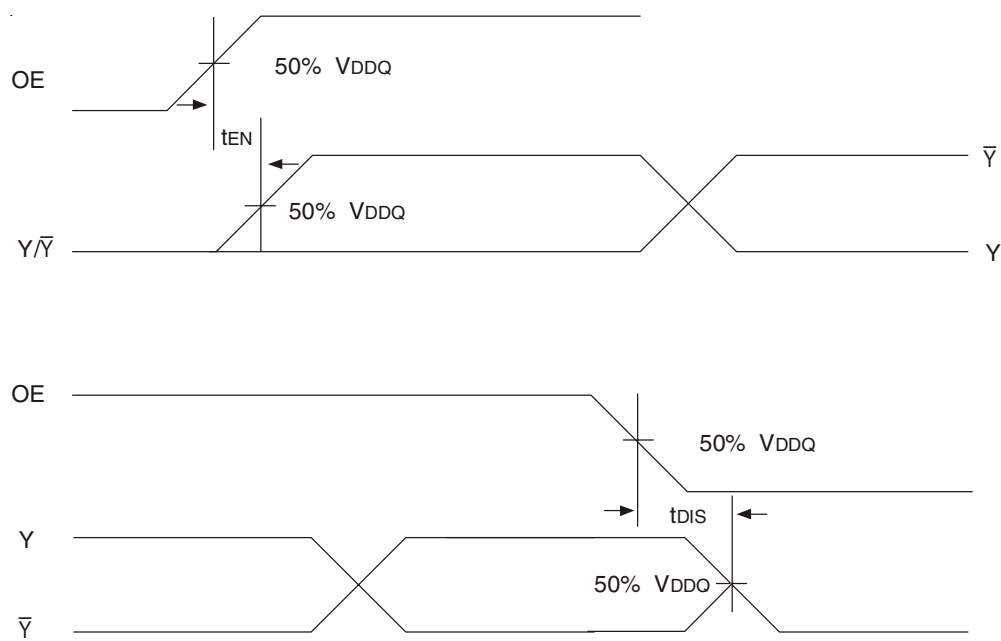 OE
50% VDDQ
tEN
Y̅
50% VDDQ
Y/Y̅
Y
OE
50% VDDQ
tDIS
Y
50% VDDQ
Y̅